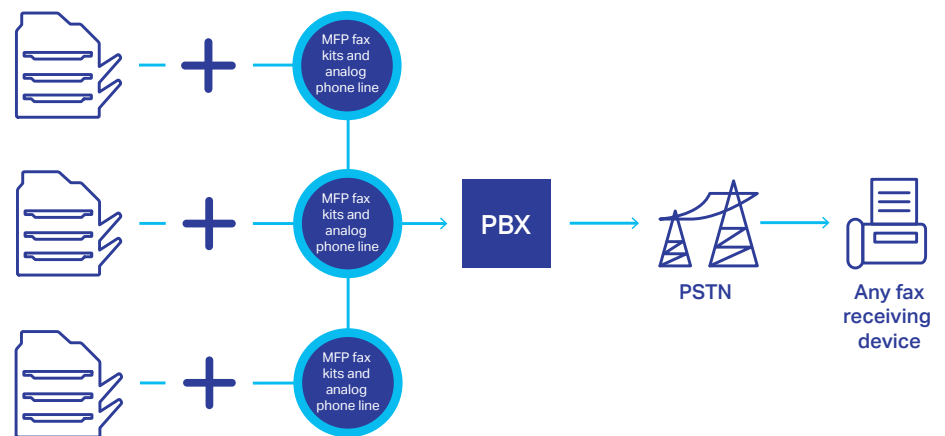 MFP fax
kits and
analog
phone line
MFP fax
kits and
analog
phone line
PBX
PSTN
Any fax
receiving
device
MFP fax
kits and
analog
phone line